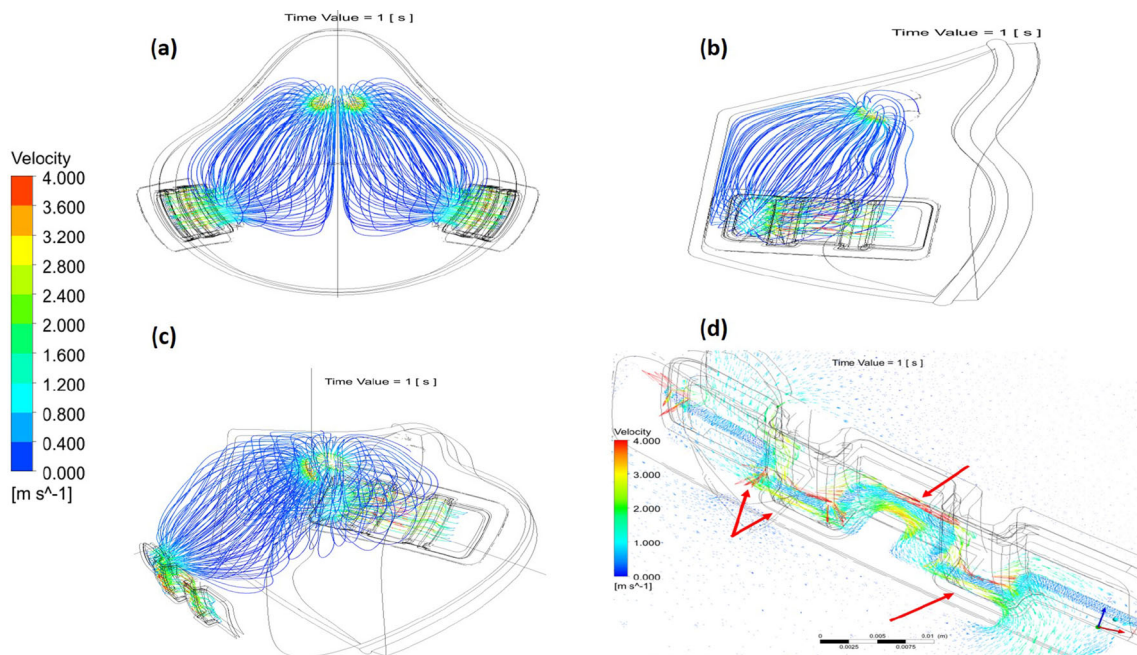 Time Value = 1 [ s ]
(a)
Time Value = 1 [ s ]
(b)
Velocity
4.000
3.600
3.200
2.800
2.400
2.000
1.600
1.200
0.800
0.400
0.000
[m s^-1]
(c)
Time Value = 1 [ s ]
(d)
Time Value = 1 [ s ]
Velocity
4.000
3.000
2.000
1.000
0.000
[m s^-1]
0 0.005 0.01 (m)
0.0025 0.0075